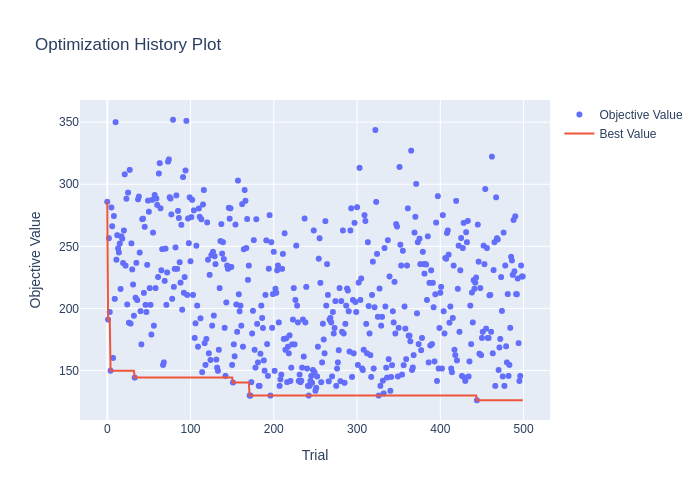 Optimization History Plot
Objective Value
Best Value
350
300
250
200
150
Objective Value
0 100 200 300 400 500
Trial